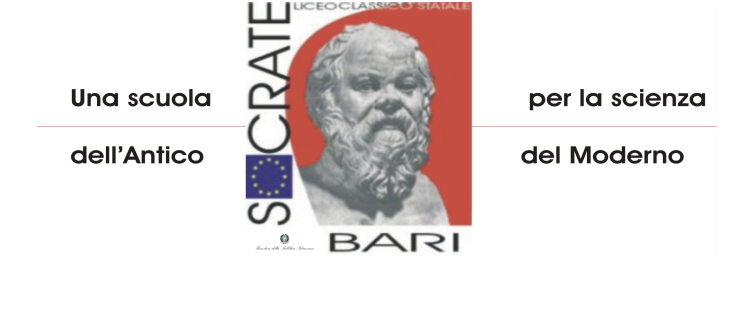 LICEO CLASSICO STATALE
SOCRATE
Una scuola
per la scienza
dell'Antico
del Moderno
BARI